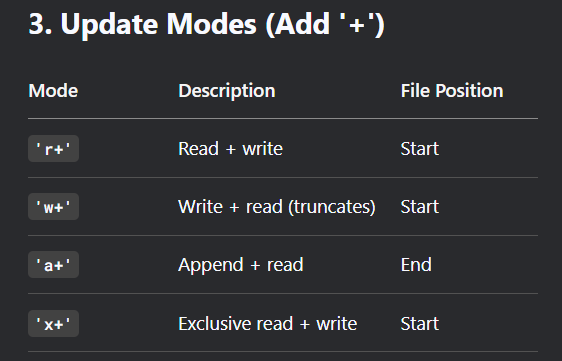 3. Update Modes (Add '+')
Mode Description File Position
'r+' Read + write Start
'w+' Write + read (truncates) Start
'a+' Append + read End
'x+' Exclusive read + write Start